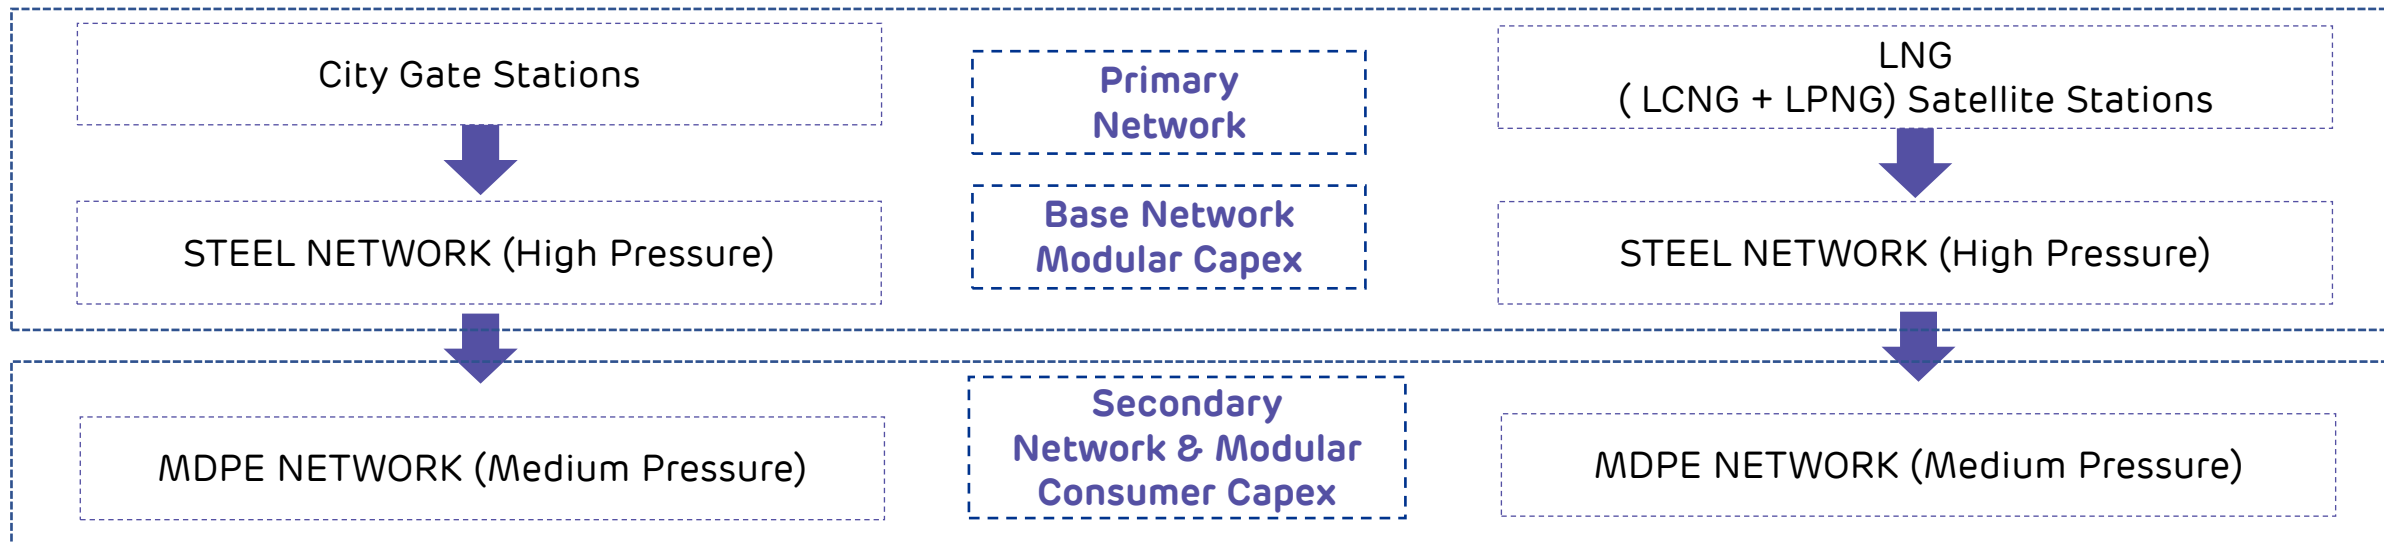 City Gate Stations
Primary
Network
LNG
( LCNG + LPNG) Satellite Stations
STEEL NETWORK (High Pressure)
Base Network
Modular Capex
STEEL NETWORK (High Pressure)
MDPE NETWORK (Medium Pressure)
Secondary
Network & Modular
Consumer Capex
MDPE NETWORK (Medium Pressure)